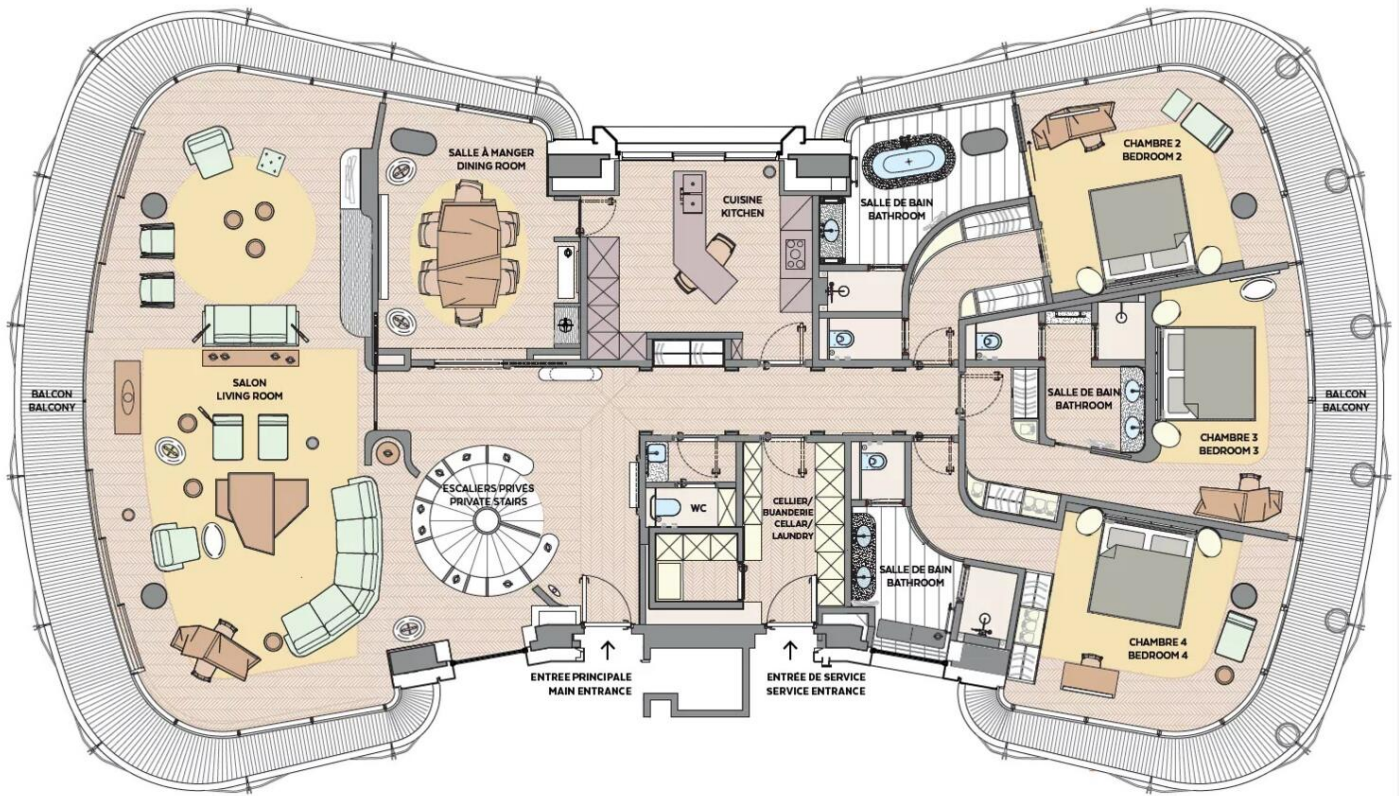 SALLE À MANGER
DINING ROOM
CUISINE
KITCHEN
SALLE DE BAIN
BATHROOM
CHAMBRE 2
BEDROOM 2
BALCON
BALCONY
SALON
LIVING ROOM
SALLE DE BAIN
BATHROOM
CHAMBRE 3
BEDROOM 3
BALCON
BALCONY
ESCALIERS PRIVÉS
PRIVATE STAIRS
WC
CELLIER/
BUANDERIE
CELLAR/
LAUNDRY
SALLE DE BAIN
BATHROOM
CHAMBRE 4
BEDROOM 4
ENTREE PRINCIPALE
MAIN ENTRANCE
ENTRÉE DE SERVICE
SERVICE ENTRANCE